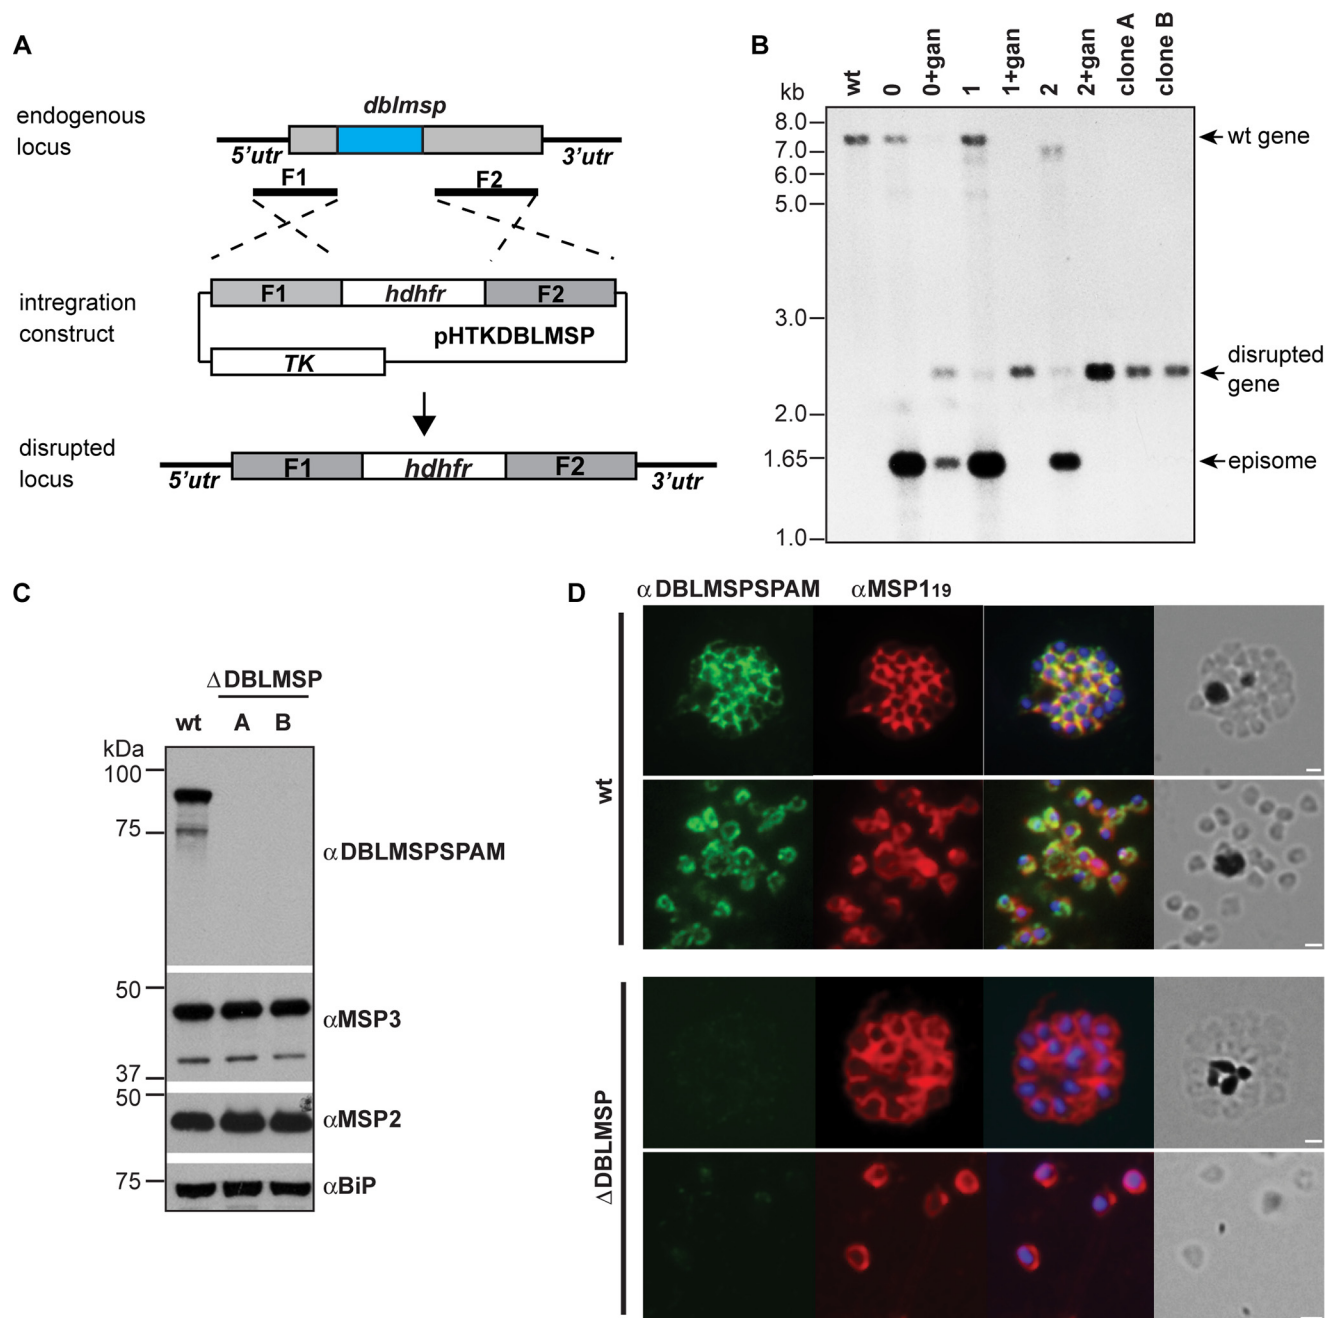 A
endogenous
locus
dblmsp
5'utr
3'utr
F1
F2
intregration
construct
F1
hdhfr
F2
pHTKDBLMSP
TK
disrupted
locus
5'utr
F1
hdhfr
F2
3'utr
B
kb
wt
0
0+gan
1
1+gan
2
2+gan
clone A
clone B
8.0
7.0
6.0
5.0
3.0
2.0
1.65
1.0
wt gene
disrupted
gene
episome
C
ΔDBLMSP
wt A B
kDa
100
75
αDBLMSPSPAM
50
αMSP3
37
50
αMSP2
75
αBiP
D
αDBLMSPSPAM
αMSP119
wt
ΔDBLMSP